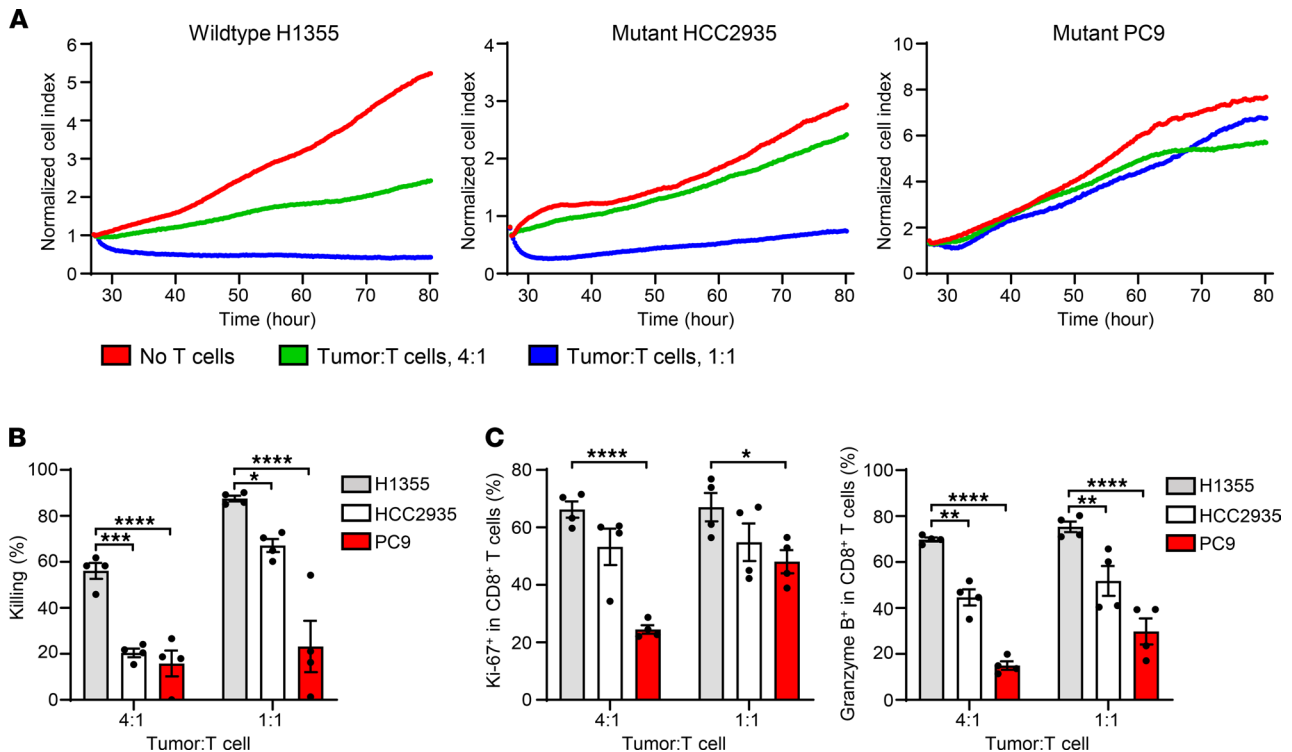 A
Wildtype H1355
Mutant HCC2935
Mutant PC9
Normalized cell index
6
5
4
3
2
1
0
30 40 50 60 70 80
Time (hour)
Normalized cell index
4
3
2
1
0
30 40 50 60 70 80
Time (hour)
Normalized cell index
10
8
6
4
2
0
30 40 50 60 70 80
Time (hour)
No T cells
Tumor:T cells, 4:1
Tumor:T cells, 1:1
B
Killing (%)
100
80
60
40
20
0
****
***
****
*
4:1 1:1
Tumor:T cell
H1355
HCC2935
PC9
C
Ki-67⁺ in CD8⁺ T cells (%)
80
60
40
20
0
****
*
4:1 1:1
Tumor:T cell
Granzyme B⁺ in CD8⁺ T cells (%)
100
80
60
40
20
0
****
**
****
**
4:1 1:1
Tumor:T cell
H1355
HCC2935
PC9